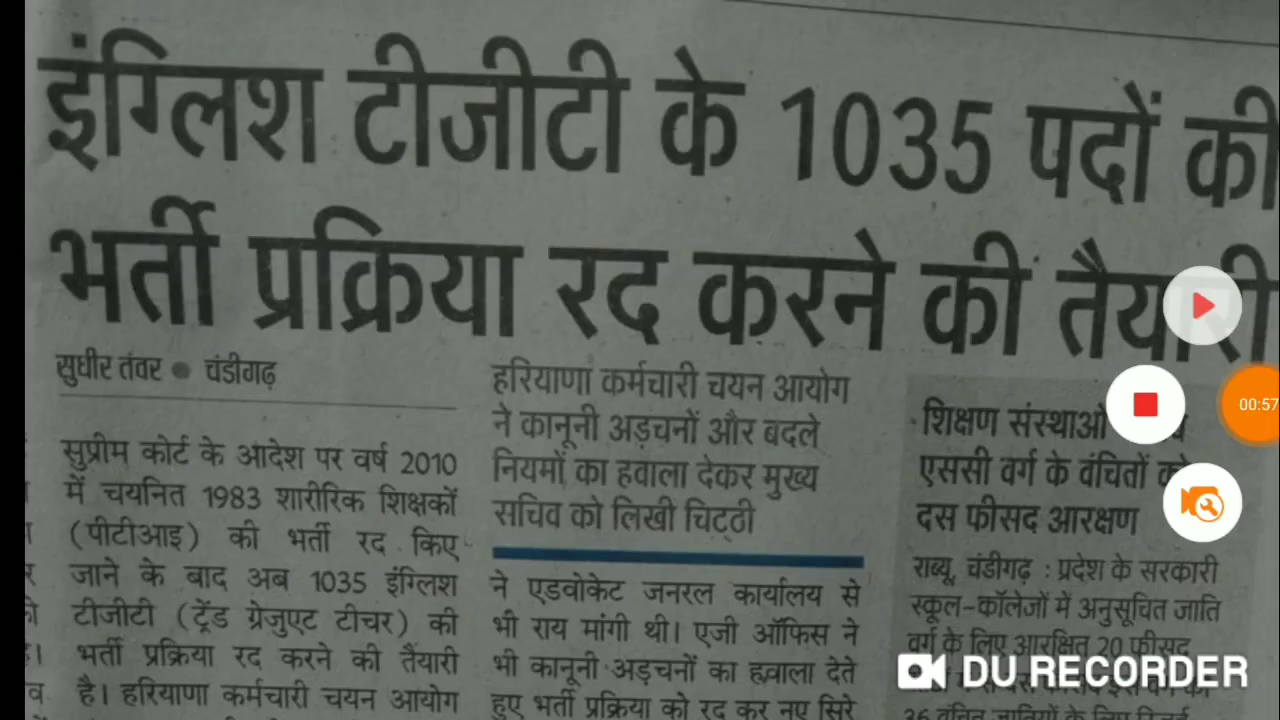 इंग्लिश टीजीटी के 1035 पदों की
भर्ती प्रक्रिया रद करने की तैयारी
सुधीर तंवर ● चंडीगढ़
सुप्रीम कोर्ट के आदेश पर वर्ष 2010
में चयनित 1983 शारीरिक शिक्षकों
(पीटीआइ) की भर्ती रद किए
जाने के बाद अब 1035 इंग्लिश
टीजीटी (ट्रेंड ग्रेजुएट टीचर) की
भर्ती प्रक्रिया रद करने की तैयारी
है। हरियाणा कर्मचारी चयन आयोग
हरियाणा कर्मचारी चयन आयोग
ने कानूनी अड़चनों और बदले
नियमों का हवाला देकर मुख्य
सचिव को लिखी चिट्ठी
ने एडवोकेट जनरल कार्यालय से
भी राय मांगी थी। एजी ऑफिस ने
भी कानूनी अड़चनों का हवाला देते
हुए भर्ती प्रक्रिया को रद कर नए सिरे
शिक्षण संस्थाओं
एससी वर्ग के वंचितों को
दस फीसद आरक्षण
राब्यू, चंडीगढ़ : प्रदेश के सरकारी
स्कूल-कॉलेजों में अनुसूचित जाति
वर्ग के लिए आरक्षित 20 फीसद
00:57
DU RECORDER